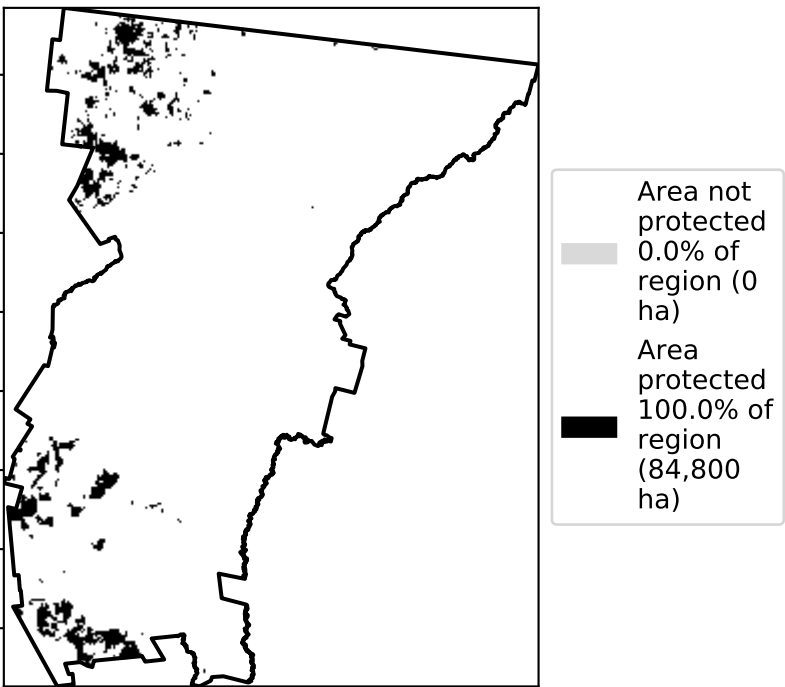 Area not
protected
0.0% of
region (0
ha)
Area
protected
100.0% of
region
(84,800
ha)